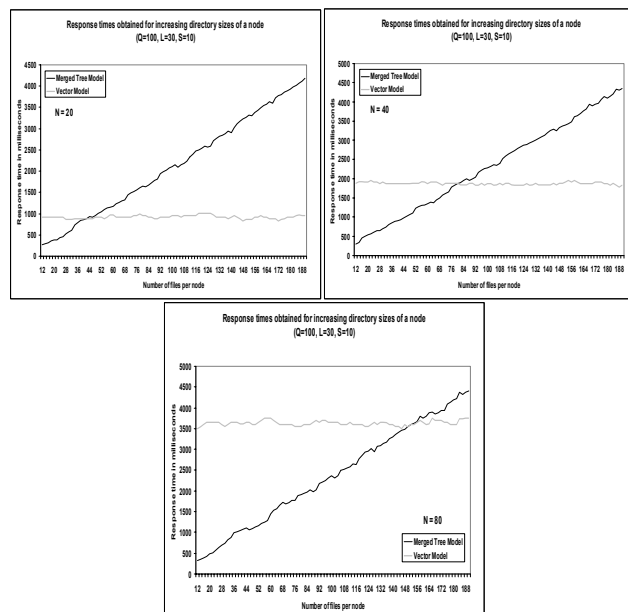 Response times obtained for increasing directory sizes of a node
(Q=100, L=30, S=10)
Response time in milliseconds
4500
4000
3500
3000
2500
2000
1500
1000
500
0
Merged Tree Model
Vector Model
N = 20
12 20 28 36 44 52 60 68 76 84 92 100 108 116 124 132 140 148 156 164 172 180 188
Number of files per node
Response times obtained for increasing directory sizes of a node
(Q=100, L=30, S=10)
Response time in milliseconds
5000
4500
4000
3500
3000
2500
2000
1500
1000
500
0
Merged Tree Model
Vector Model
N = 40
12 20 28 36 44 52 60 68 76 84 92 100 108 116 124 132 140 148 156 164 172 180 188
Number of files per node
Response times obtained for increasing directory sizes of a node
(Q=100, L=30, S=10)
Response time in milliseconds
5000
4500
4000
3500
3000
2500
2000
1500
1000
500
0
N = 80
Merged Tree Model
Vector Model
12 20 28 36 44 52 60 68 76 84 92 100 108 116 124 132 140 148 156 164 172 180 188
Number of files per node